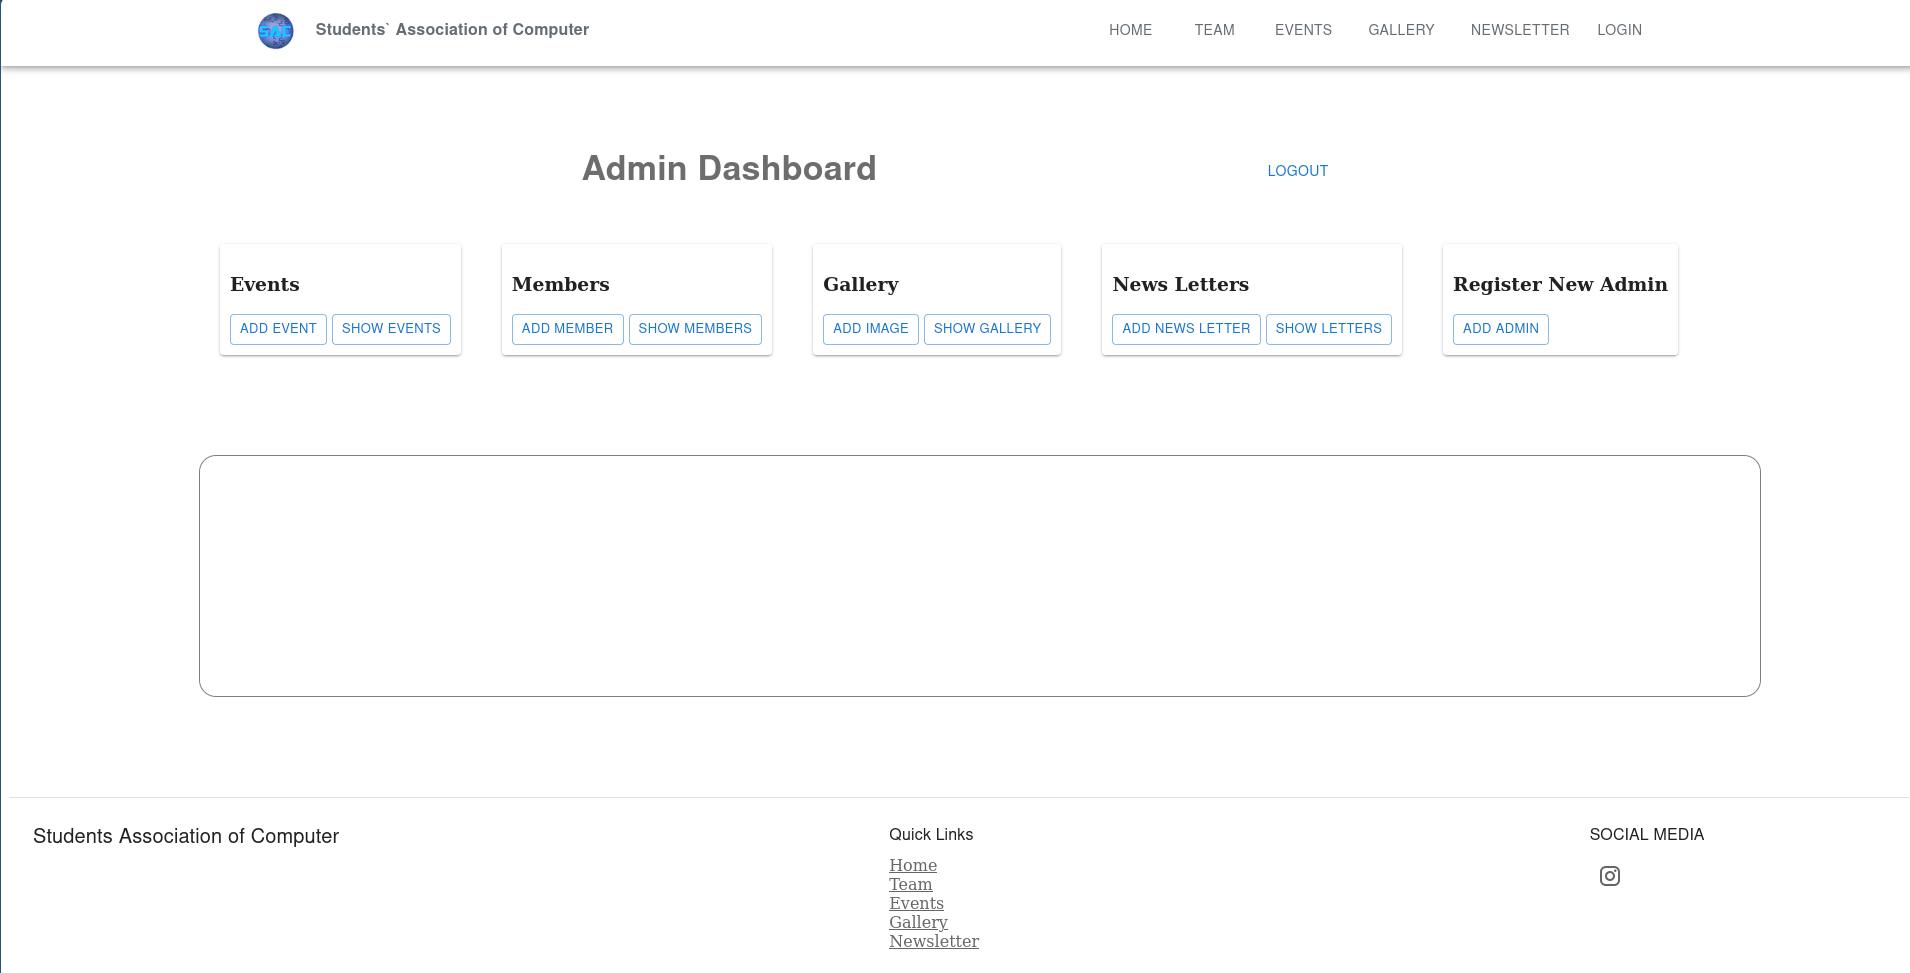 SAE Students` Association of Computer HOME TEAM EVENTS GALLERY NEWSLETTER LOGIN
Admin Dashboard LOGOUT
Events Members Gallery News Letters Register New Admin
ADD EVENT SHOW EVENTS ADD MEMBER SHOW MEMBERS ADD IMAGE SHOW GALLERY ADD NEWS LETTER SHOW LETTERS ADD ADMIN
Students Association of Computer Quick Links SOCIAL MEDIA
Home
Team
Events
Gallery
Newsletter